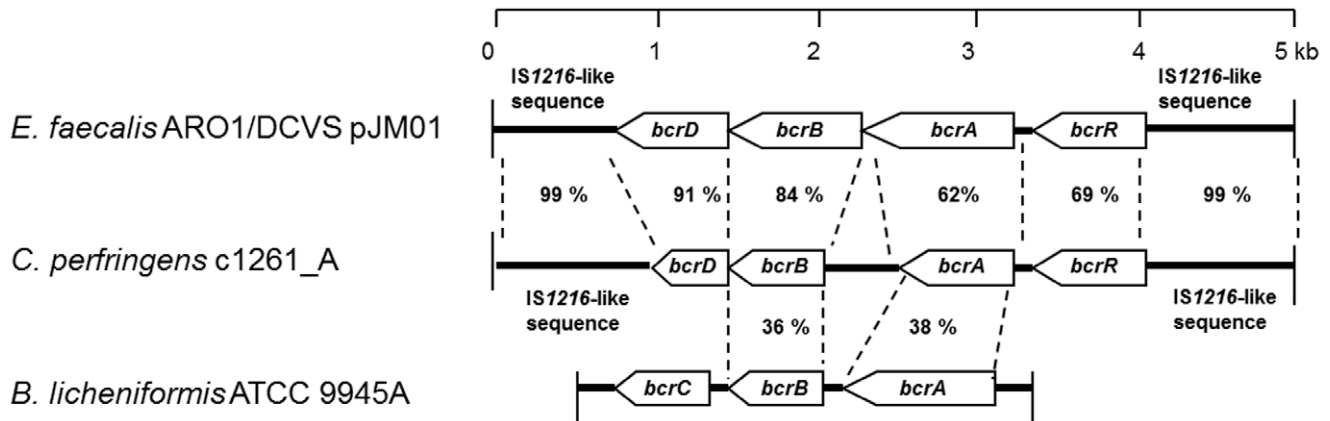 0 1 2 3 4 5 kb
IS1216-like
sequence
IS1216-like
sequence
E. faecalis ARO1/DCVS pJM01
bcrD bcrB bcrA bcrR
99 % 91 % 84 % 62% 69 % 99 %
C. perfringens c1261_A
bcrD bcrB bcrA bcrR
IS1216-like
sequence
IS1216-like
sequence
36 % 38 %
B. licheniformis ATCC 9945A
bcrC bcrB bcrA